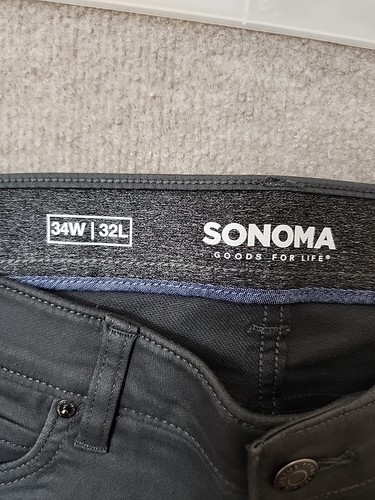 34W | 32L
SONOMA
GOODS FOR LIFE®